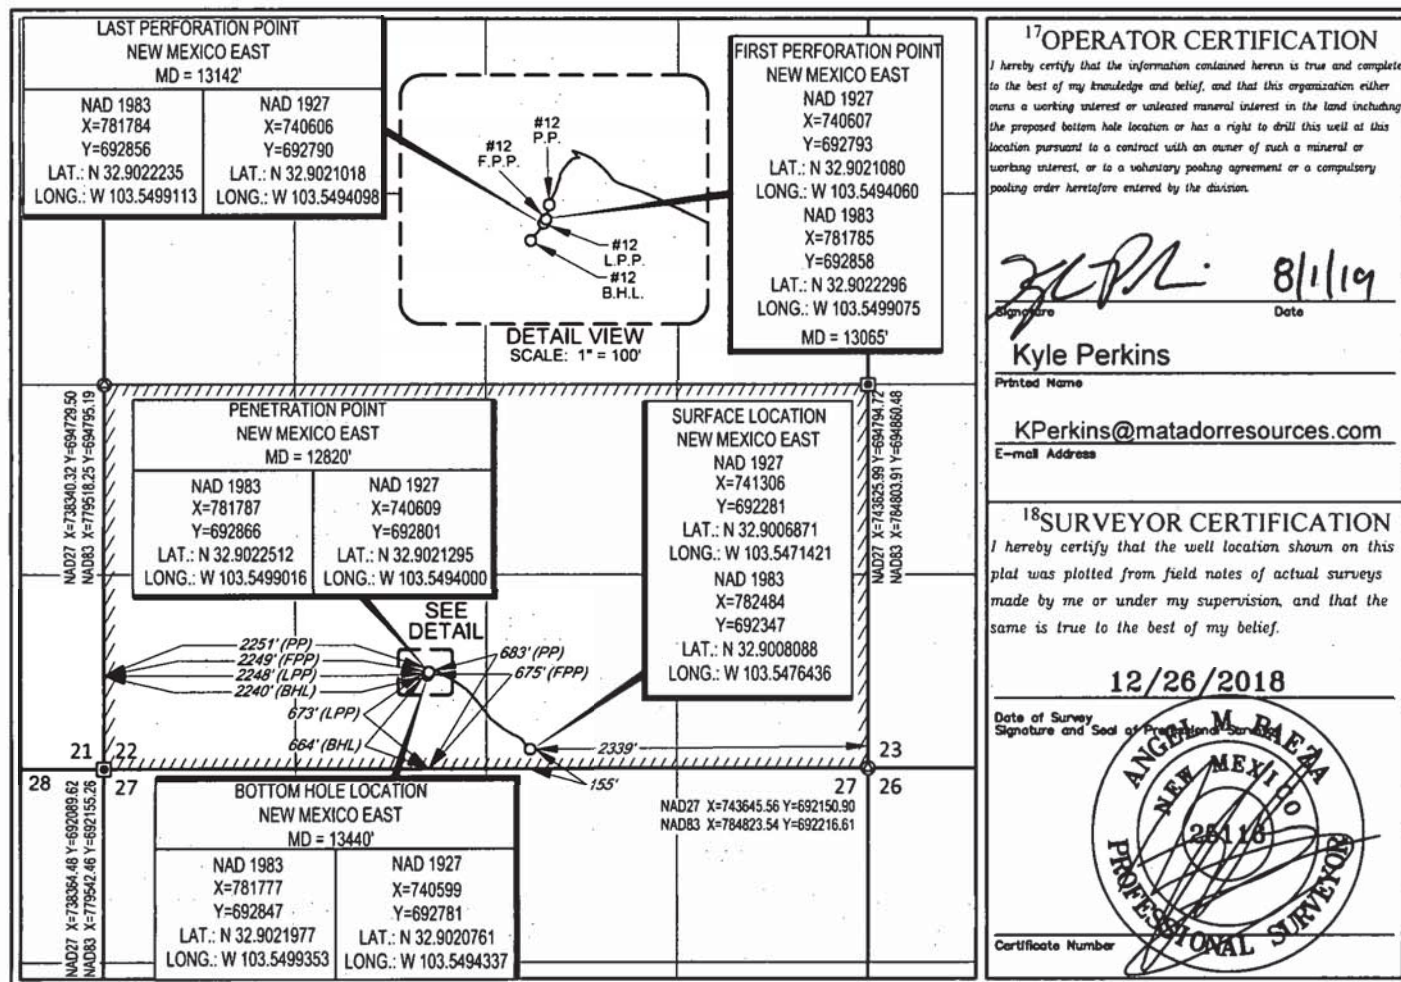 LAST PERFORATION POINT
NEW MEXICO EAST
MD = 13142'
NAD 1983
X=781784
Y=692856
LAT.: N 32.9022235
LONG.: W 103.5499113
NAD 1927
X=740606
Y=692790
LAT.: N 32.9021018
LONG.: W 103.5494098
#12
P.P.
#12
F.P.P.
#12
L.P.P.
#12
B.H.L.
DETAIL VIEW
SCALE: 1" = 100'
FIRST PERFORATION POINT
NEW MEXICO EAST
NAD 1927
X=740607
Y=692793
LAT.: N 32.9021080
LONG.: W 103.5494060
NAD 1983
X=781785
Y=692858
LAT.: N 32.9022296
LONG.: W 103.5499075
MD = 13065'
NAD27 X=738340.32 Y=694729.50
NAD83 X=779518.25 Y=694795.19
PENETRATION POINT
NEW MEXICO EAST
MD = 12820'
NAD 1983
X=781787
Y=692866
LAT.: N 32.9022512
LONG.: W 103.5499016
NAD 1927
X=740609
Y=692801
LAT.: N 32.9021295
LONG.: W 103.5494000
SURFACE LOCATION
NEW MEXICO EAST
NAD 1927
X=741306
Y=692281
LAT.: N 32.9006871
LONG.: W 103.5471421
NAD 1983
X=782484
Y=692347
LAT.: N 32.9008088
LONG.: W 103.5476436
NAD27 X=743625.99 Y=694794.72
NAD83 X=784803.91 Y=694860.48
SEE
DETAIL
2251' (PP)
2249' (FPP)
2248' (LPP)
2240' (BHL)
683' (PP)
675' (FPP)
673' (LPP)
664' (BHL)
2339'
155'
21 22
28 27
23
27 26
NAD27 X=743645.56 Y=692150.90
NAD83 X=784823.54 Y=692216.61
NAD27 X=738364.48 Y=692089.62
NAD83 X=779542.46 Y=692155.26
BOTTOM HOLE LOCATION
NEW MEXICO EAST
MD = 13440'
NAD 1983
X=781777
Y=692847
LAT.: N 32.9021977
LONG.: W 103.5499353
NAD 1927
X=740599
Y=692781
LAT.: N 32.9020761
LONG.: W 103.5494337
17OPERATOR CERTIFICATION
I hereby certify that the information contained herein is true and complete
to the best of my knowledge and belief, and that this organization either
owns a working interest or unleased mineral interest in the land including
the proposed bottom hole location or has a right to drill this well at this
location pursuant to a contract with an owner of such a mineral or
working interest, or to a voluntary pooling agreement or a compulsory
pooling order heretofore entered by the division.
8/1/19
Signature Date
Kyle Perkins
Printed Name
KPerkins@matadorresources.com
E-mail Address
18SURVEYOR CERTIFICATION
I hereby certify that the well location shown on this
plat was plotted from field notes of actual surveys
made by me or under my supervision, and that the
same is true to the best of my belief.
12/26/2018
Date of Survey
Signature and Seal of Professional Surveyor
ANGEL M. BAEZA
NEW MEXICO
25116
PROFESSIONAL SURVEYOR
Certificate Number